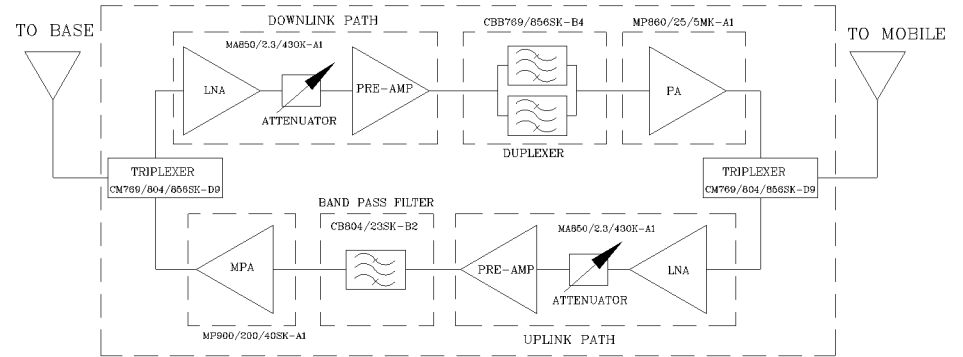 TO BASE
DOWNLINK PATH
MA850/2.3/430K-A1
CBB769/856SK-B4
MP860/25/5MK-A1
TO MOBILE
LNA
ATTENUATOR
PRE-AMP
DUPLEXER
PA
TRIPLEXER
CM769/804/856SK-D9
TRIPLEXER
CM769/804/856SK-D9
MPA
MP900/200/40SK-A1
BAND PASS FILTER
CB804/23SK-B2
MA850/2.3/430K-A1
PRE-AMP
ATTENUATOR
LNA
UPLINK PATH